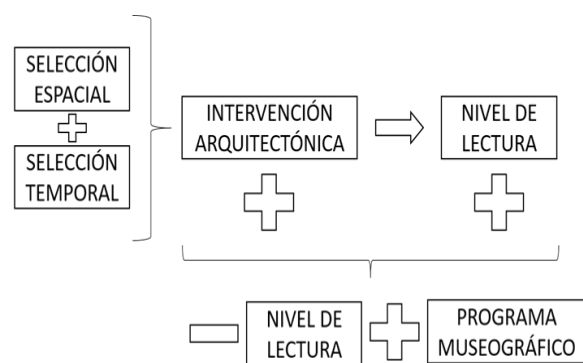 SELECCIÓN
ESPACIAL
SELECCIÓN
TEMPORAL
INTERVENCIÓN
ARQUITECTÓNICA
NIVEL DE
LECTURA
NIVEL DE
LECTURA
PROGRAMA
MUSEOGRÁFICO